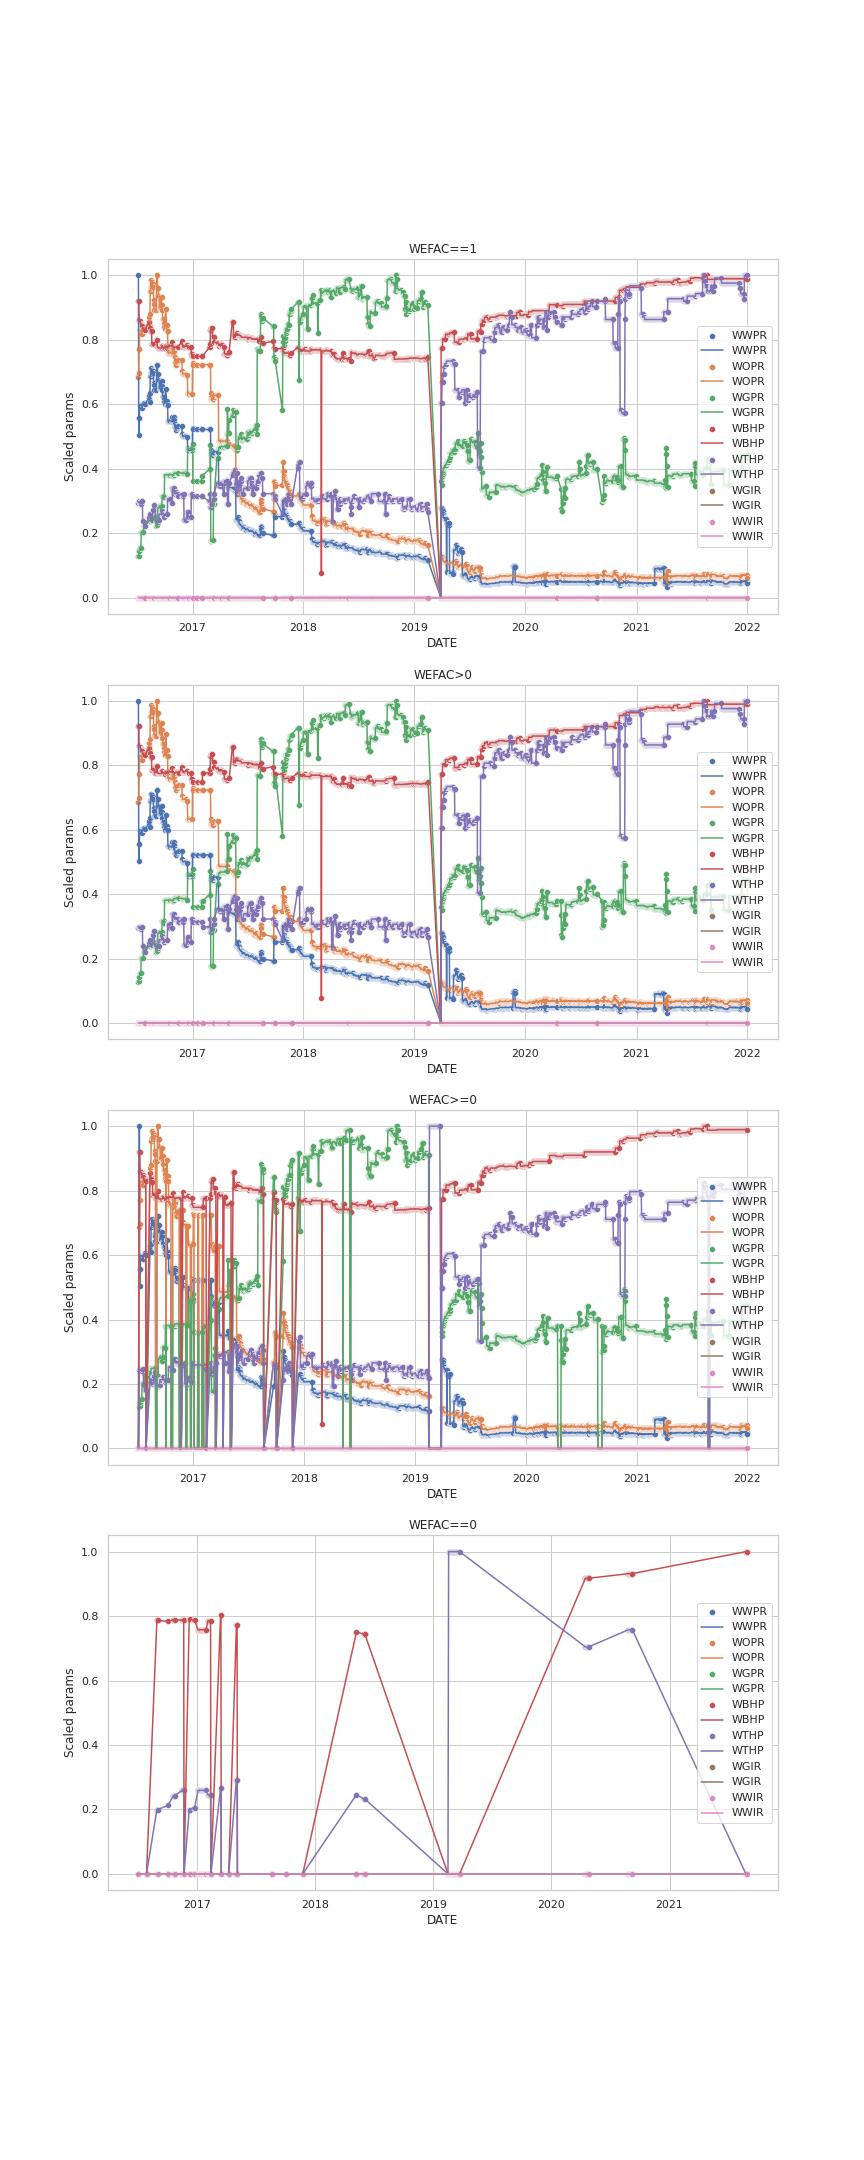 WEFAC==1
1.0
0.8
0.6
0.4
0.2
0.0
Scaled params
2017 2018 2019 2020 2021 2022
DATE
WWPR
WWPR
WOPR
WOPR
WGPR
WGPR
WBHP
WBHP
WTHP
WTHP
WGIR
WGIR
WWIR
WWIR
WEFAC>0
1.0
0.8
0.6
0.4
0.2
0.0
Scaled params
2017 2018 2019 2020 2021 2022
DATE
WWPR
WWPR
WOPR
WOPR
WGPR
WGPR
WBHP
WBHP
WTHP
WTHP
WGIR
WGIR
WWIR
WWIR
WEFAC>=0
1.0
0.8
0.6
0.4
0.2
0.0
Scaled params
2017 2018 2019 2020 2021 2022
DATE
WWPR
WWPR
WOPR
WOPR
WGPR
WGPR
WBHP
WBHP
WTHP
WTHP
WGIR
WGIR
WWIR
WWIR
WEFAC==0
1.0
0.8
0.6
0.4
0.2
0.0
Scaled params
2017 2018 2019 2020 2021
DATE
WWPR
WWPR
WOPR
WOPR
WGPR
WGPR
WBHP
WBHP
WTHP
WTHP
WGIR
WGIR
WWIR
WWIR